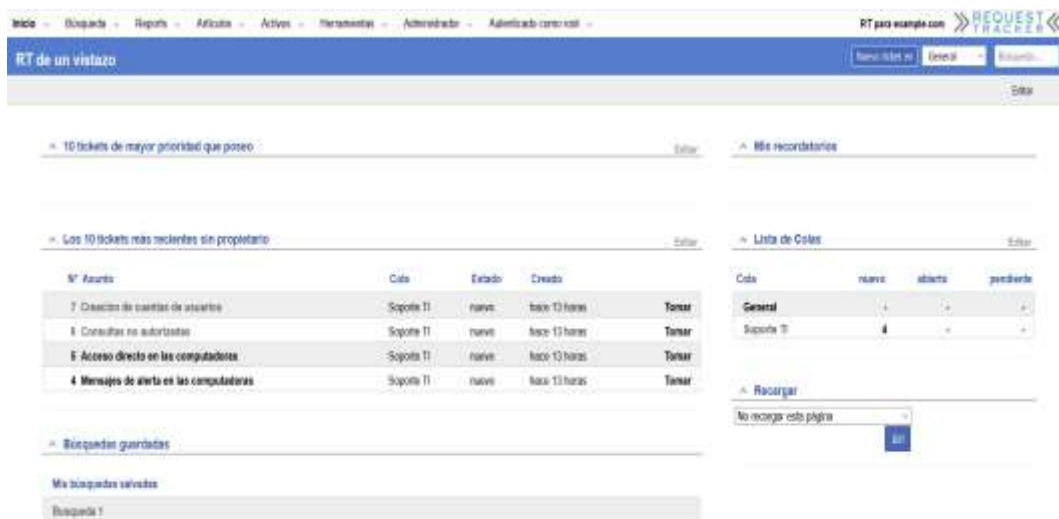 Inicio Búsqueda Reports Artículos Activos Herramientas Administrador Autenticado como root RT para example.com REQUEST TRACKER
RT de un vistazo Nuevo ticket en General Búsqueda...
Editar
10 tickets de mayor prioridad que poseo Editar
Mis recordatorios
Los 10 tickets más recientes sin propietario Editar
N° Asunto Cola Estado Creado
7 Creación de cuentas de usuarios Soporte TI nuevo hace 13 horas Tomar
6 Consultas no autorizadas Soporte TI nuevo hace 13 horas Tomar
5 Acceso directo en las computadoras Soporte TI nuevo hace 13 horas Tomar
4 Mensajes de alerta en las computadoras Soporte TI nuevo hace 13 horas Tomar
Lista de Colas Editar
Cola nuevo abierto pendiente
General - - -
Soporte TI 4 - -
Recargar
No recargar esta página
Ir!
Búsquedas guardadas
Mis búsquedas salvadas
Busqueda 1